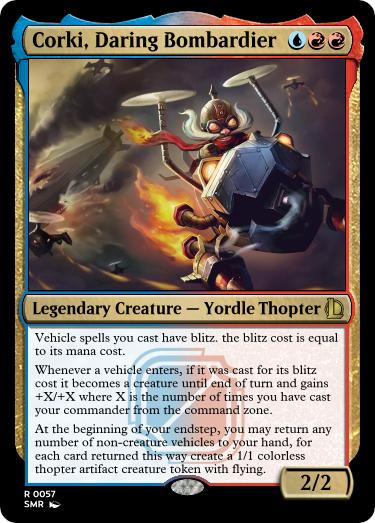 Corki, Daring Bombardier
Legendary Creature — Yordle Thopter
Vehicle spells you cast have blitz. the blitz cost is equal
to its mana cost.
Whenever a vehicle enters, if it was cast for its blitz
cost it becomes a creature until end of turn and gains
+X/+X where X is the number of times you have cast
your commander from the command zone.
At the beginning of your endstep, you may return any
number of non-creature vehicles to your hand, for
each card returned this way create a 1/1 colorless
thopter artifact creature token with flying.
2/2
R 0057
SMR